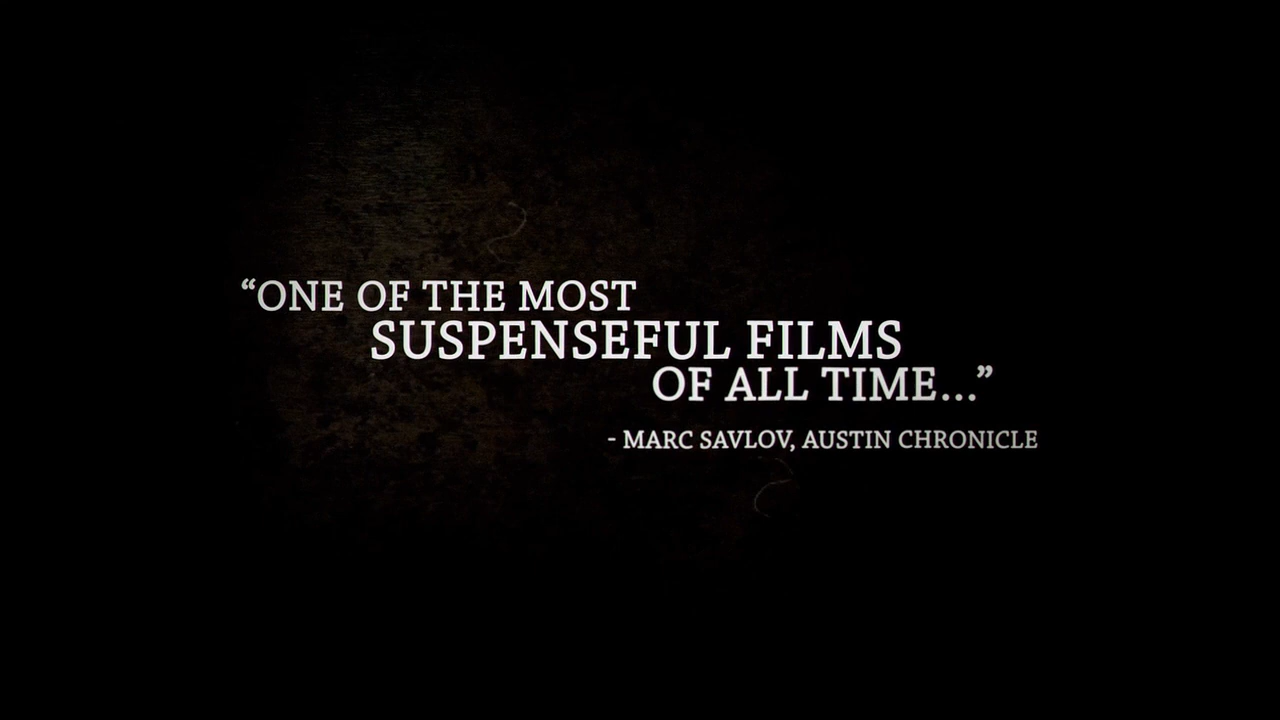 “ONE OF THE MOST
SUSPENSEFUL FILMS
OF ALL TIME...”
- MARC SAVLOV, AUSTIN CHRONICLE